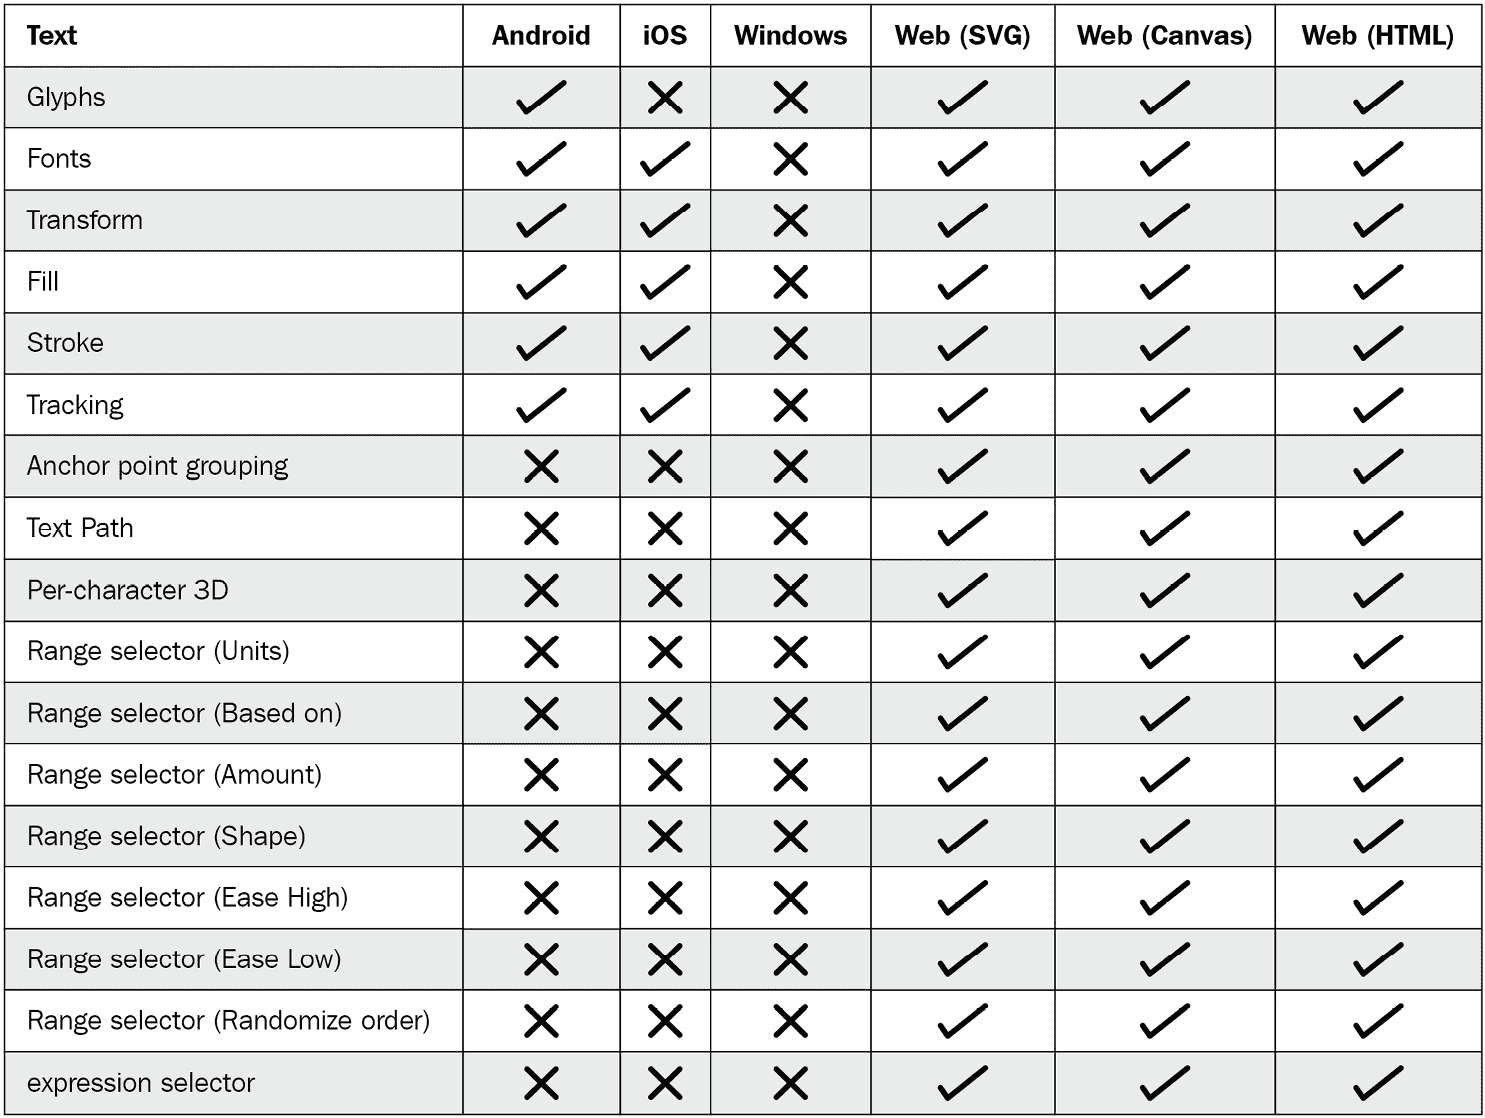 Text Android iOS Windows Web (SVG) Web (Canvas) Web (HTML)
Glyphs ✓ ✕ ✕ ✓ ✓ ✓
Fonts ✓ ✓ ✕ ✓ ✓ ✓
Transform ✓ ✓ ✕ ✓ ✓ ✓
Fill ✓ ✓ ✕ ✓ ✓ ✓
Stroke ✓ ✓ ✕ ✓ ✓ ✓
Tracking ✓ ✓ ✕ ✓ ✓ ✓
Anchor point grouping ✕ ✕ ✕ ✓ ✓ ✓
Text Path ✕ ✕ ✕ ✓ ✓ ✓
Per-character 3D ✕ ✕ ✕ ✓ ✓ ✓
Range selector (Units) ✕ ✕ ✕ ✓ ✓ ✓
Range selector (Based on) ✕ ✕ ✕ ✓ ✓ ✓
Range selector (Amount) ✕ ✕ ✕ ✓ ✓ ✓
Range selector (Shape) ✕ ✕ ✕ ✓ ✓ ✓
Range selector (Ease High) ✕ ✕ ✕ ✓ ✓ ✓
Range selector (Ease Low) ✕ ✕ ✕ ✓ ✓ ✓
Range selector (Randomize order) ✕ ✕ ✕ ✓ ✓ ✓
expression selector ✕ ✕ ✕ ✓ ✓ ✓